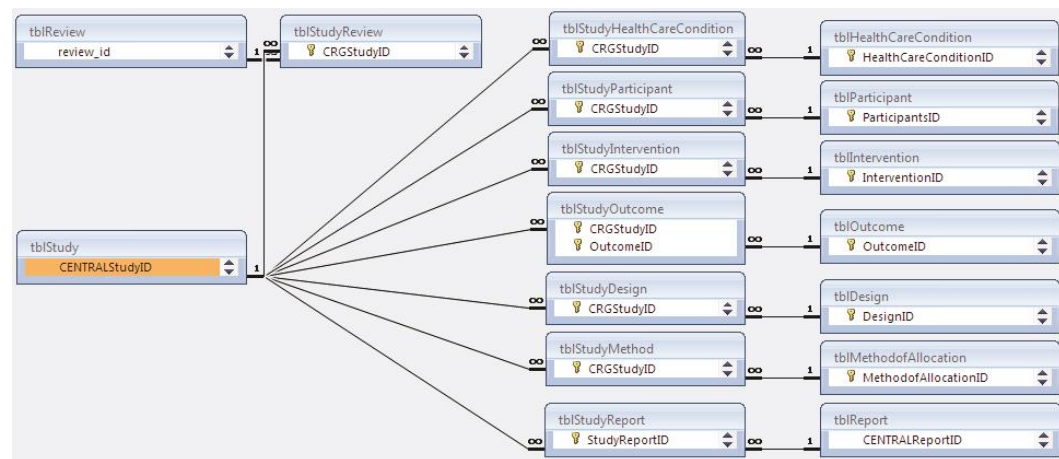 tblReview
review_id
1
∞
tblStudyReview
CRGStudyID
tblStudy
CENTRALStudyID
1
∞
tblStudyHealthCareCondition
CRGStudyID
∞
1
tblHealthCareCondition
HealthCareConditionID
∞
tblStudyParticipant
CRGStudyID
∞
1
tblParticipant
ParticipantsID
∞
tblStudyIntervention
CRGStudyID
∞
1
tblIntervention
InterventionID
∞
tblStudyOutcome
CRGStudyID
OutcomeID
∞
1
tblOutcome
OutcomeID
∞
tblStudyDesign
CRGStudyID
∞
1
tblDesign
DesignID
∞
tblStudyMethod
CRGStudyID
∞
1
tblMethodofAllocation
MethodofAllocationID
∞
tblStudyReport
StudyReportID
∞
1
tblReport
CENTRALReportID